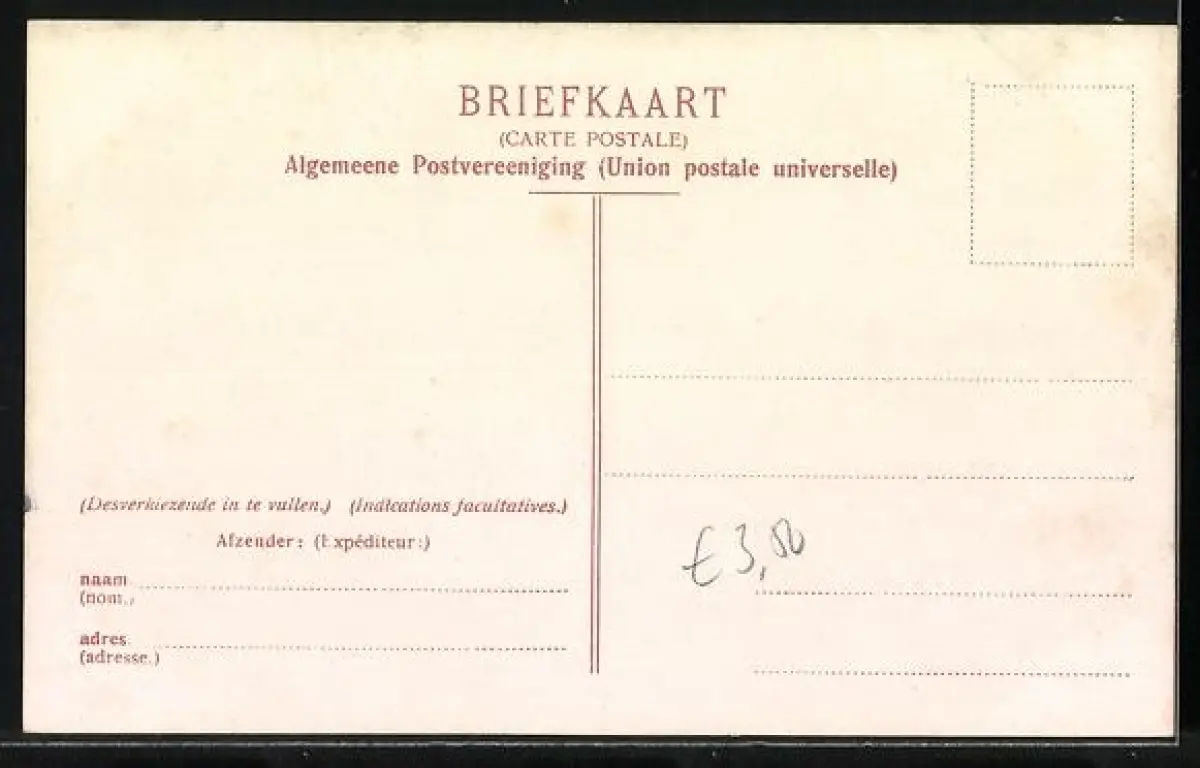 BRIEFKAART
(CARTE POSTALE)
Algemeene Postvereeniging (Union postale universelle)
(Desverkiezende in te vullen.) (Indications facultatives.)
Afzender: (Expéditeur:)
naam
(nom.)
adres
(adresse.)
€ 3,50